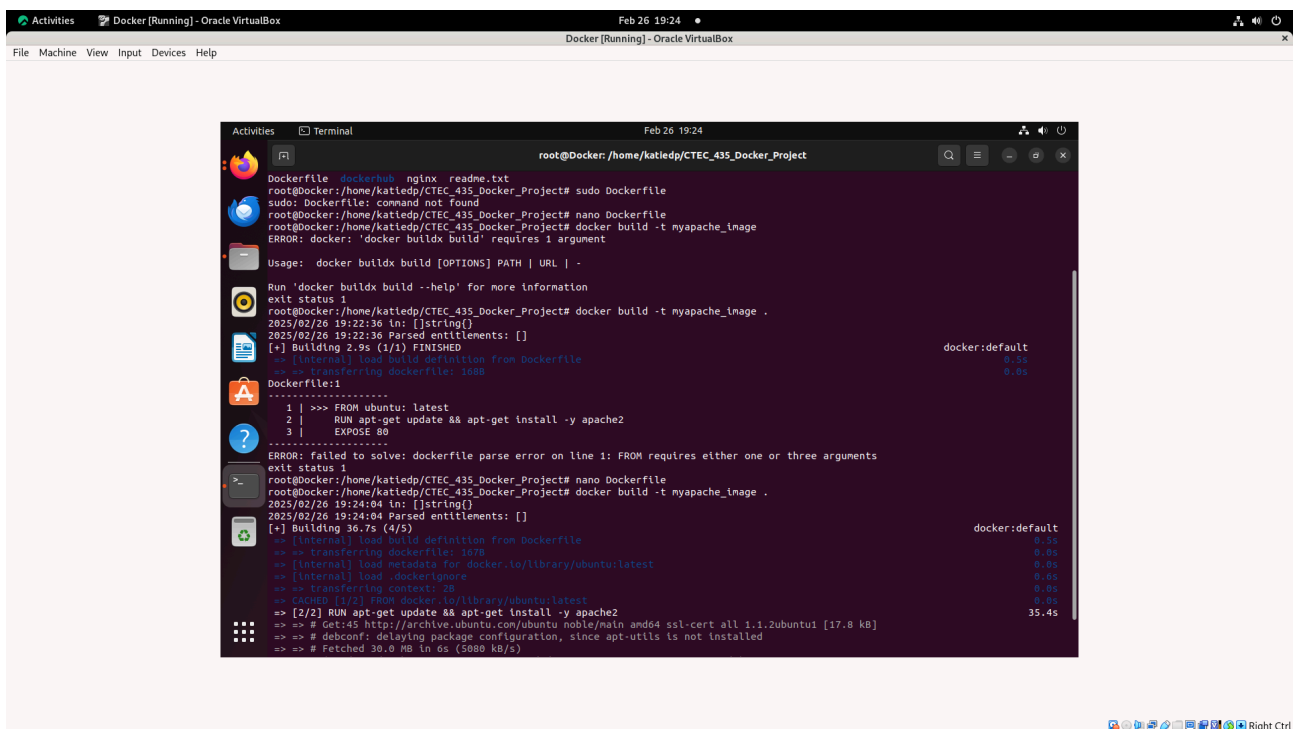 Activities Docker [Running] - Oracle VirtualBox Feb 26 19:24
Docker [Running] - Oracle VirtualBox
File Machine View Input Devices Help
Activities Terminal Feb 26 19:24
root@Docker: /home/katiedp/CTEC_435_Docker_Project
Dockerfile dockerhub nginx readme.txt
root@Docker:/home/katiedp/CTEC_435_Docker_Project# sudo Dockerfile
sudo: Dockerfile: command not found
root@Docker:/home/katiedp/CTEC_435_Docker_Project# nano Dockerfile
root@Docker:/home/katiedp/CTEC_435_Docker_Project# docker build -t myapache_image
ERROR: docker: 'docker buildx build' requires 1 argument
Usage: docker buildx build [OPTIONS] PATH | URL | -
Run 'docker buildx build --help' for more information
exit status 1
root@Docker:/home/katiedp/CTEC_435_Docker_Project# docker build -t myapache_image .
2025/02/26 19:22:36 in: []string{}
2025/02/26 19:22:36 Parsed entitlements: []
[+] Building 2.9s (1/1) FINISHED docker:default
=> [internal] load build definition from Dockerfile 0.5s
=> => transferring dockerfile: 168B 0.0s
Dockerfile:1
--------------------
1 | >>> FROM ubuntu: latest
2 | RUN apt-get update && apt-get install -y apache2
3 | EXPOSE 80
--------------------
ERROR: failed to solve: dockerfile parse error on line 1: FROM requires either one or three arguments
exit status 1
root@Docker:/home/katiedp/CTEC_435_Docker_Project# nano Dockerfile
root@Docker:/home/katiedp/CTEC_435_Docker_Project# docker build -t myapache_image .
2025/02/26 19:24:04 in: []string{}
2025/02/26 19:24:04 Parsed entitlements: []
[+] Building 36.7s (4/5) docker:default
=> [internal] load build definition from Dockerfile 0.5s
=> => transferring dockerfile: 167B 0.0s
=> [internal] load metadata for docker.io/library/ubuntu:latest 0.0s
=> [internal] load .dockerignore 0.6s
=> => transferring context: 2B 0.0s
=> CACHED [1/2] FROM docker.io/library/ubuntu:latest 0.0s
=> [2/2] RUN apt-get update && apt-get install -y apache2 35.4s
=> => # Get:45 http://archive.ubuntu.com/ubuntu noble/main amd64 ssl-cert all 1.1.2ubuntu1 [17.8 kB]
=> => # debconf: delaying package configuration, since apt-utils is not installed
=> => # Fetched 30.0 MB in 6s (5080 kB/s)
Right Ctrl